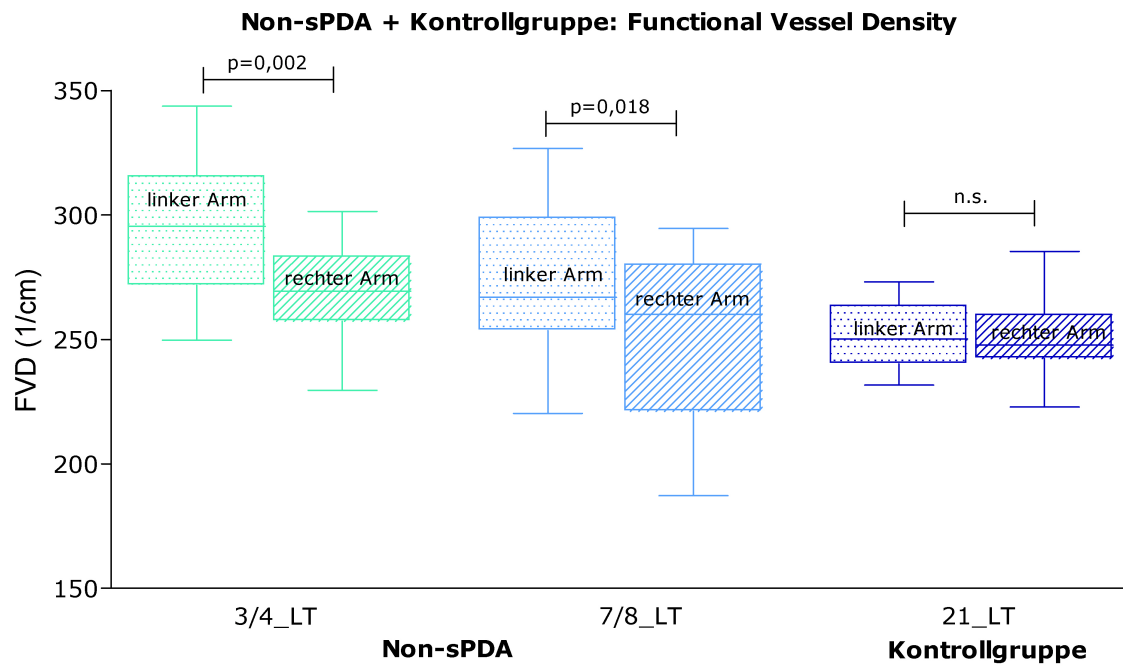 Non-sPDA + Kontrollgruppe: Functional Vessel Density
p=0,002
p=0,018
n.s.
FVD (1/cm)
350
300
250
200
150
linker Arm
rechter Arm
linker Arm
rechter Arm
linker Arm
rechter Arm
3/4_LT
7/8_LT
21_LT
Non-sPDA
Kontrollgruppe